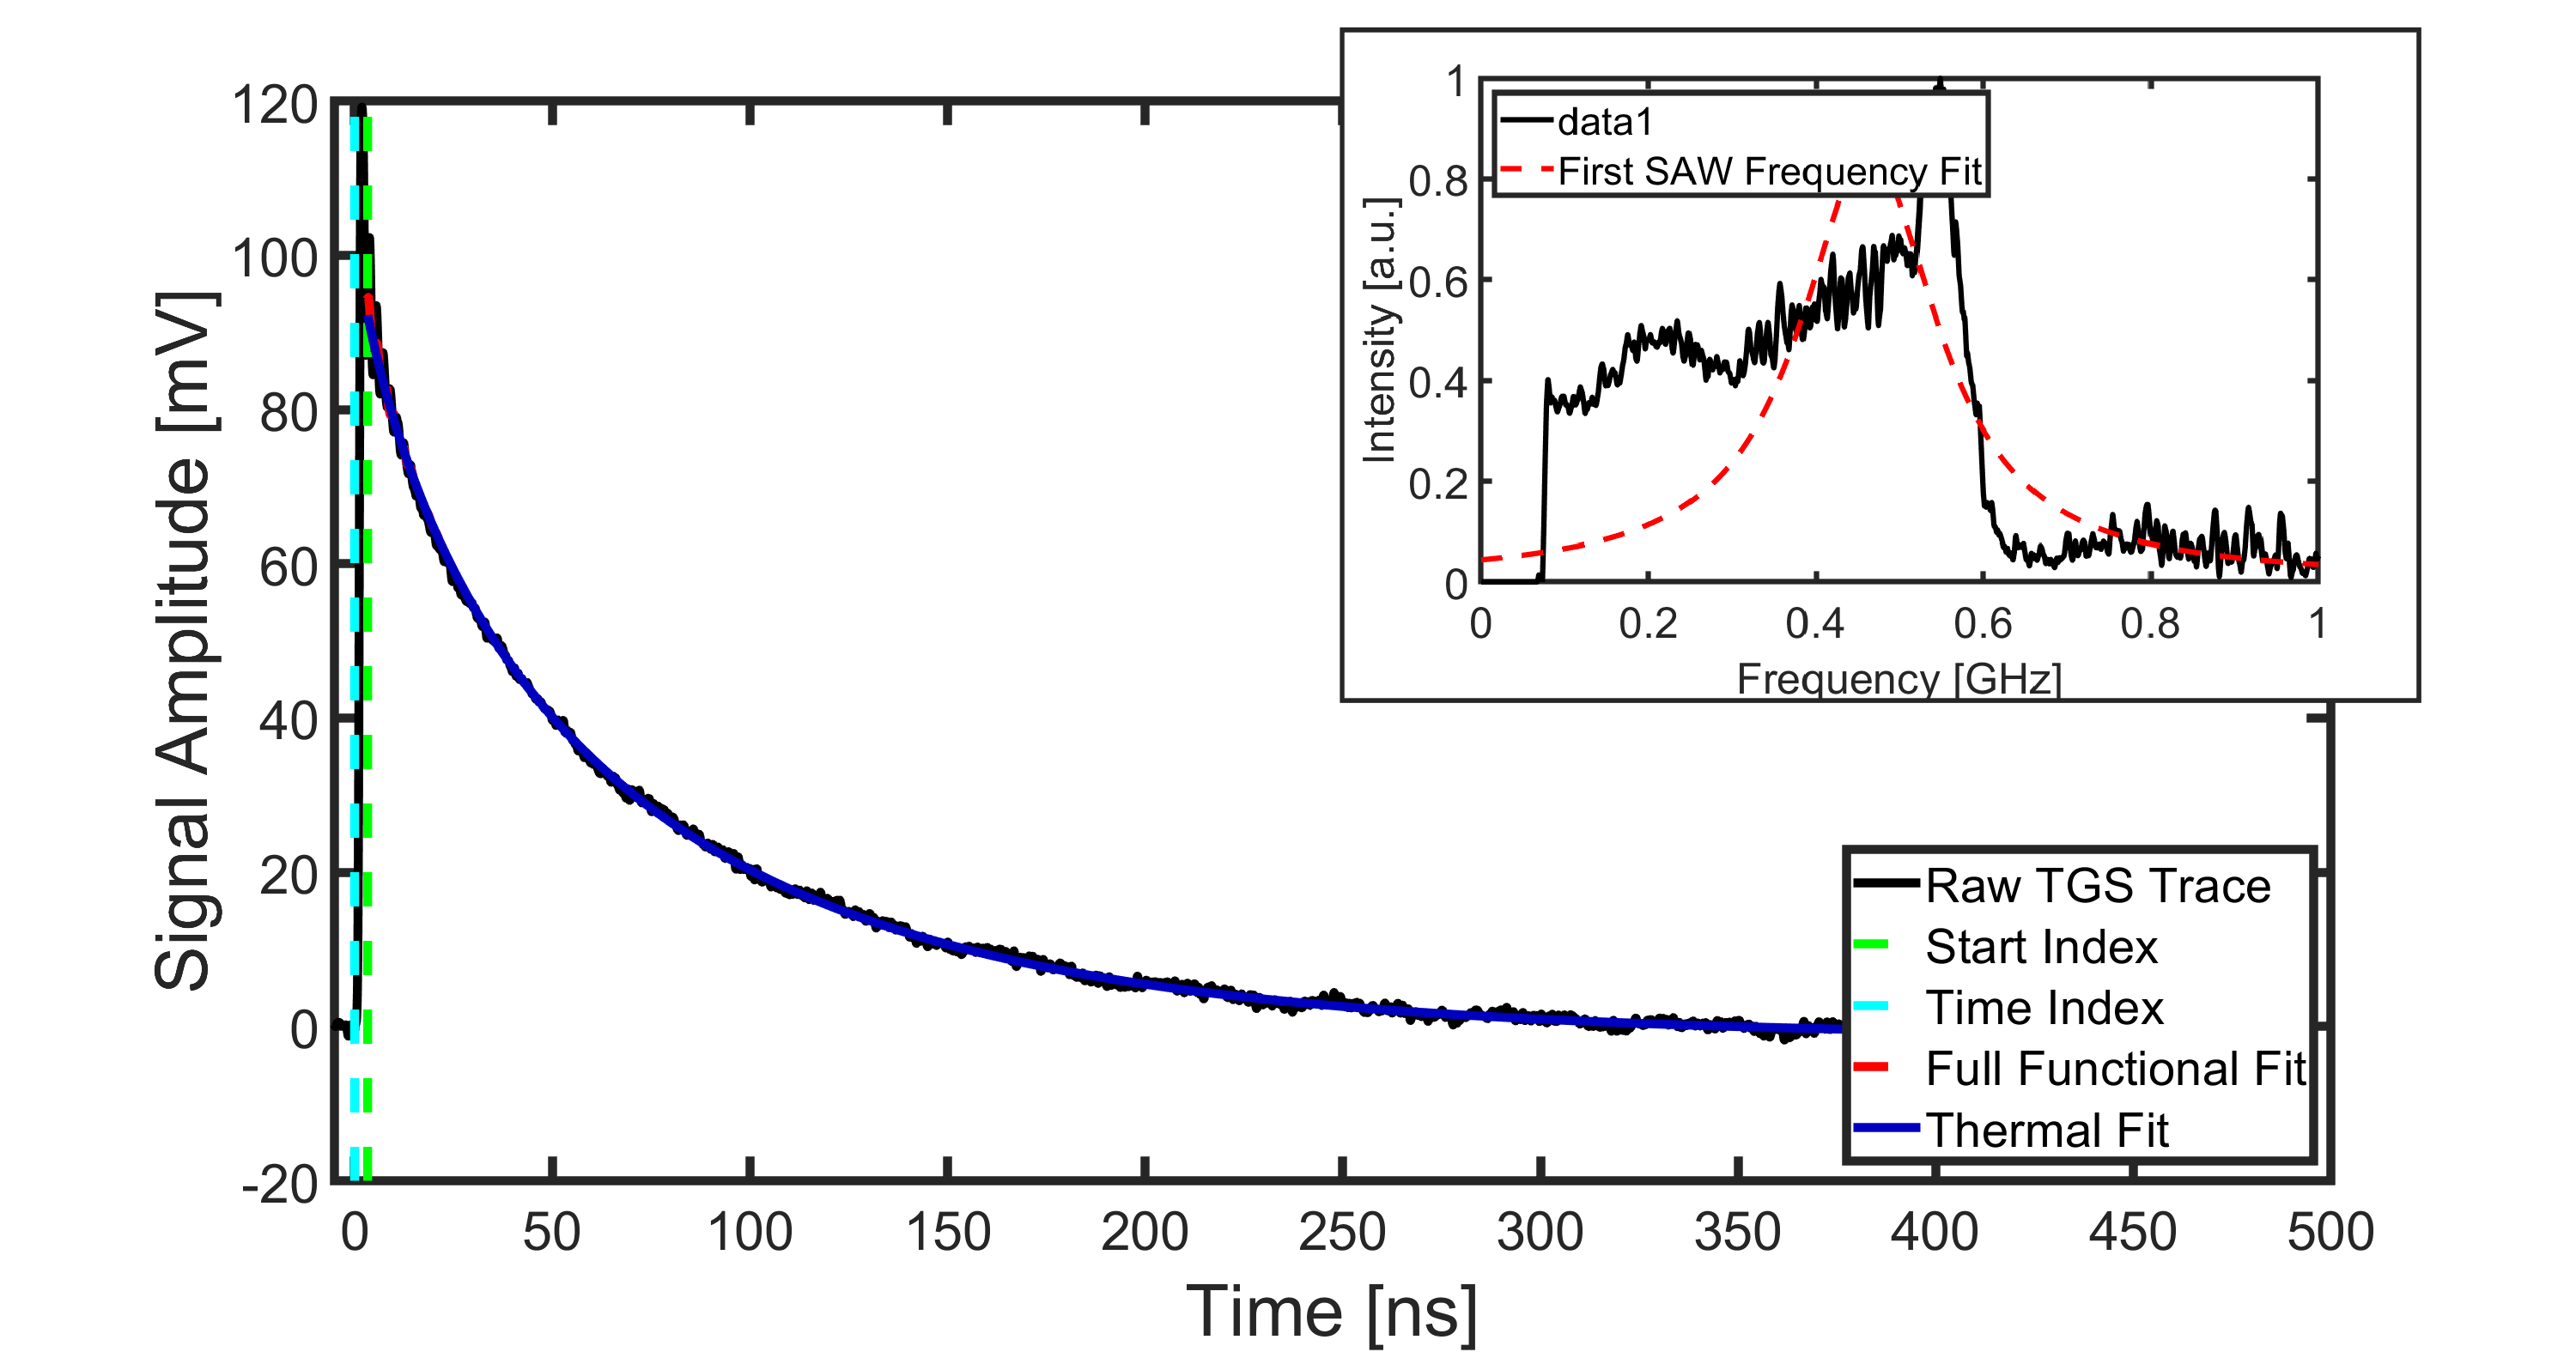 120
100
80
60
40
20
0
-20
Signal Amplitude [mV]
0 50 100 150 200 250 300 350 400 450 500
Time [ns]
1
0.8
0.6
0.4
0.2
0
Intensity [a.u.]
data1
First SAW Frequency Fit
0 0.2 0.4 0.6 0.8 1
Frequency [GHz]
Raw TGS Trace
Start Index
Time Index
Full Functional Fit
Thermal Fit